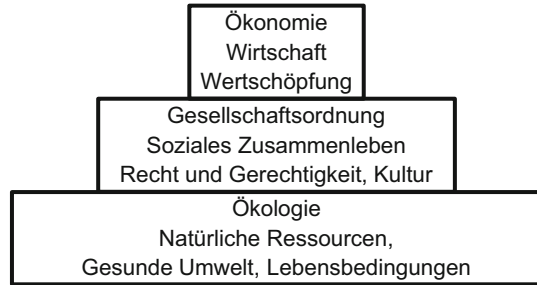 Ökonomie
Wirtschaft
Wertschöpfung
Gesellschaftsordnung
Soziales Zusammenleben
Recht und Gerechtigkeit, Kultur
Ökologie
Natürliche Ressourcen,
Gesunde Umwelt, Lebensbedingungen